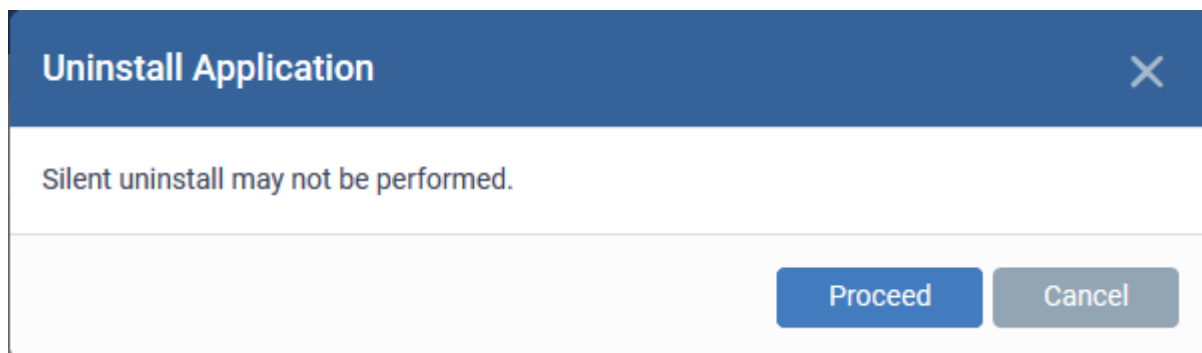 Uninstall Application
Silent uninstall may not be performed.
Proceed Cancel